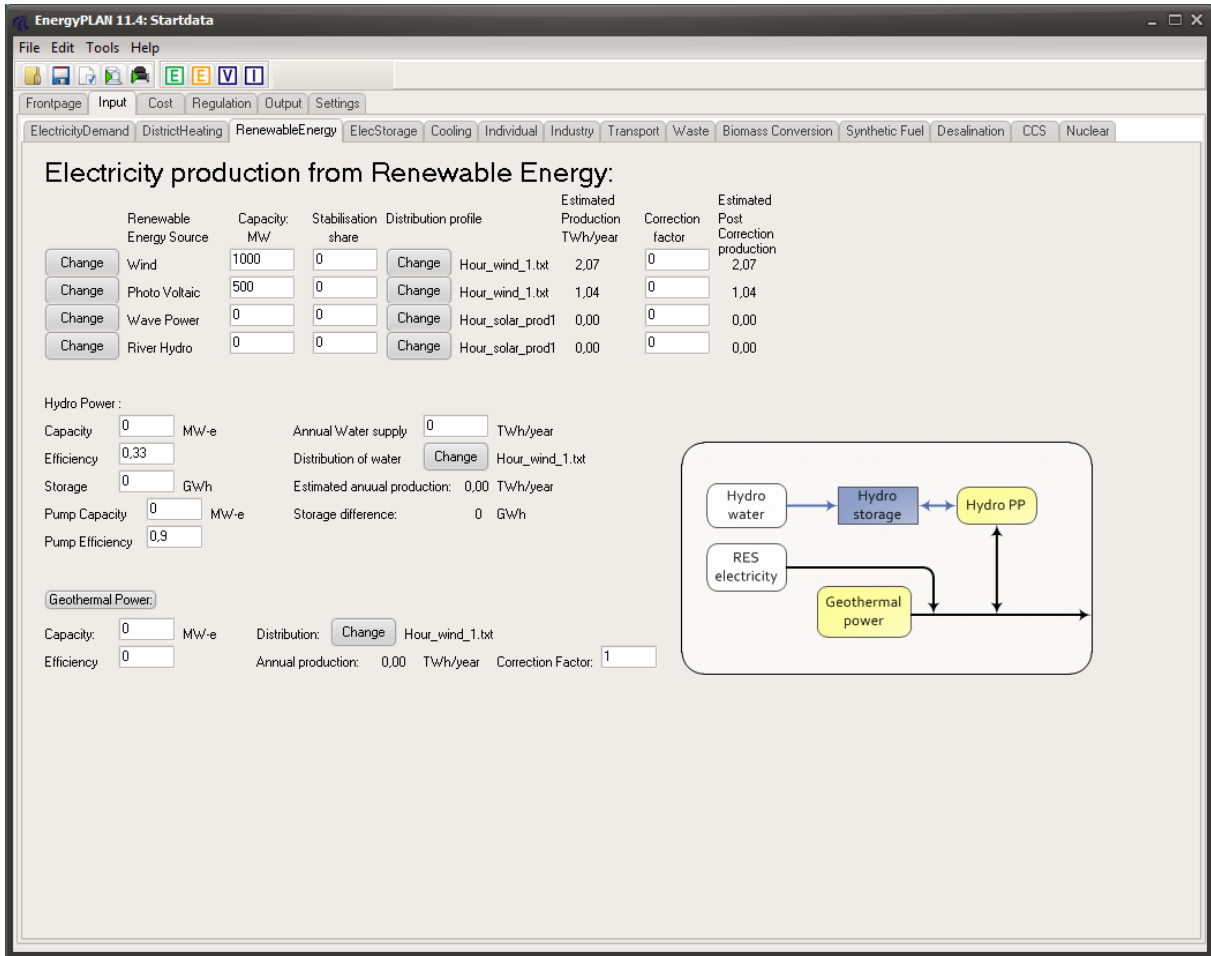 EnergyPLAN 11.4: Startdata
File Edit Tools Help
E E V I
Frontpage Input Cost Regulation Output Settings
ElectricityDemand DistrictHeating RenewableEnergy ElecStorage Cooling Individual Industry Transport Waste Biomass Conversion Synthetic Fuel Desalination CCS Nuclear
Electricity production from Renewable Energy:
Estimated Estimated
Renewable Capacity: Stabilisation Distribution profile Production Correction Post
Energy Source MW share TWh/year factor Correction
production
Change Wind 1000 0 Change Hour_wind_1.txt 2,07 0 2,07
Change Photo Voltaic 500 0 Change Hour_wind_1.txt 1,04 0 1,04
Change Wave Power 0 0 Change Hour_solar_prod1 0,00 0 0,00
Change River Hydro 0 0 Change Hour_solar_prod1 0,00 0 0,00
Hydro Power :
Capacity 0 MW-e Annual Water supply 0 TWh/year
Efficiency 0,33 Distribution of water Change Hour_wind_1.txt
Storage 0 GWh Estimated anuual production: 0,00 TWh/year
Pump Capacity 0 MW-e Storage difference: 0 GWh
Pump Efficiency 0,9
Hydro water
Hydro storage
Hydro PP
RES electricity
Geothermal power
Geothermal Power:
Capacity: 0 MW-e Distribution: Change Hour_wind_1.txt
Efficiency 0 Annual production: 0,00 TWh/year Correction Factor: 1